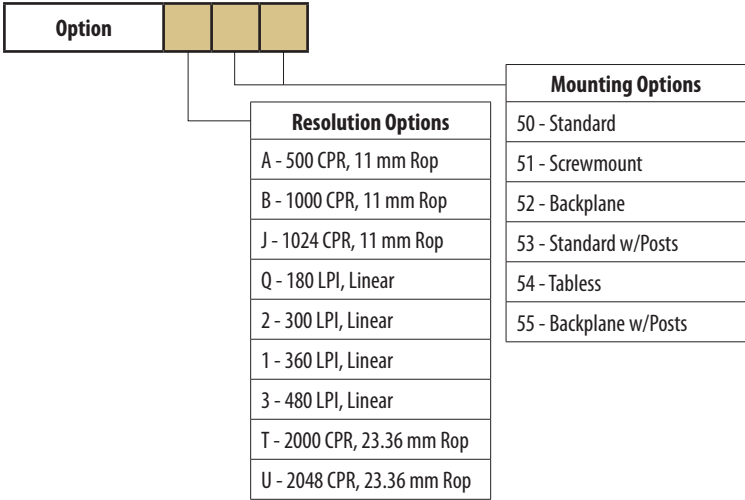 Option
Mounting Options
50 - Standard
51 - Screwmount
52 - Backplane
53 - Standard w/Posts
54 - Tabless
55 - Backplane w/Posts
Resolution Options
A - 500 CPR, 11 mm Rop
B - 1000 CPR, 11 mm Rop
J - 1024 CPR, 11 mm Rop
Q - 180 LPI, Linear
2 - 300 LPI, Linear
1 - 360 LPI, Linear
3 - 480 LPI, Linear
T - 2000 CPR, 23.36 mm Rop
U - 2048 CPR, 23.36 mm Rop